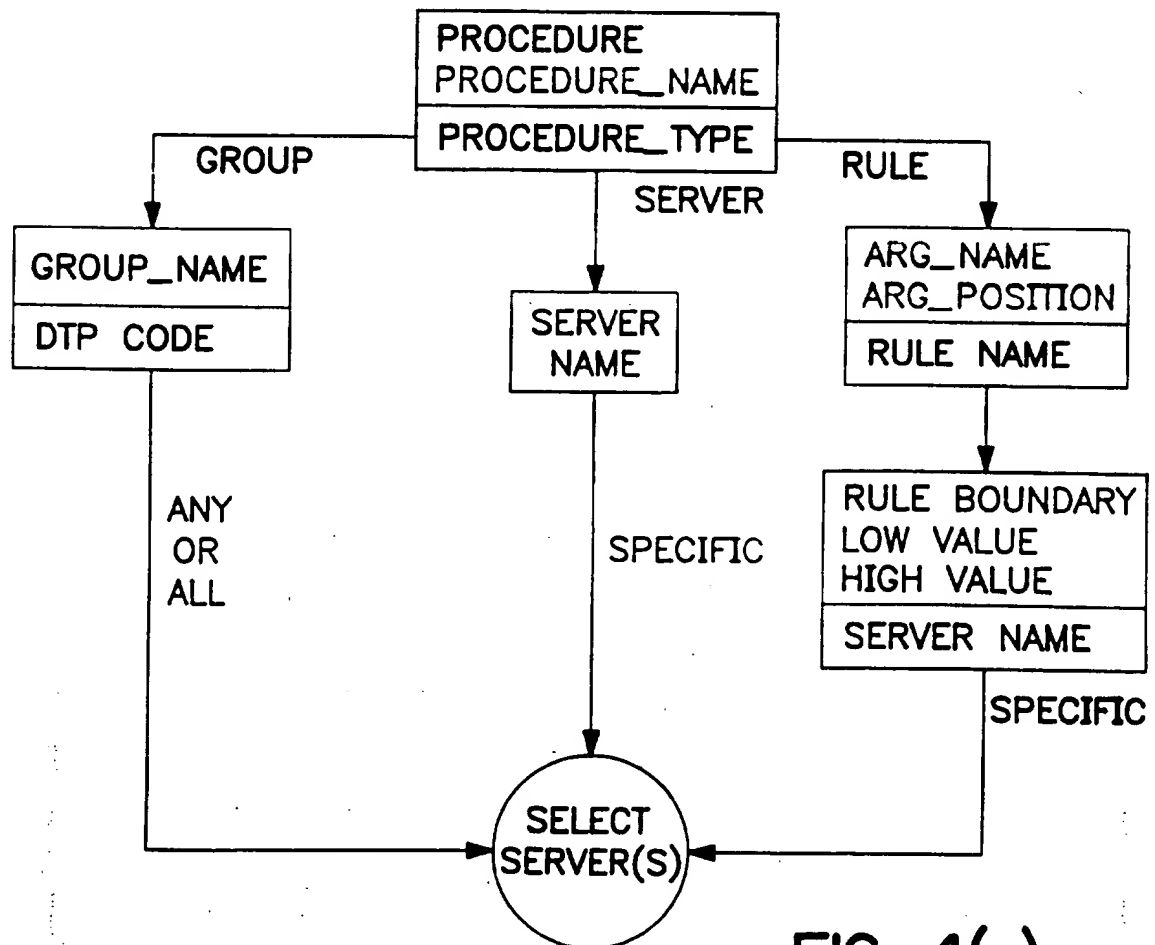 PROCEDURE
PROCEDURE_NAME
PROCEDURE_TYPE
GROUP
SERVER
RULE
GROUP_NAME
DTP CODE
SERVER
NAME
ARG_NAME
ARG_POSITION
RULE NAME
ANY
OR
ALL
SPECIFIC
RULE BOUNDARY
LOW VALUE
HIGH VALUE
SERVER NAME
SPECIFIC
SELECT
SERVER(S)